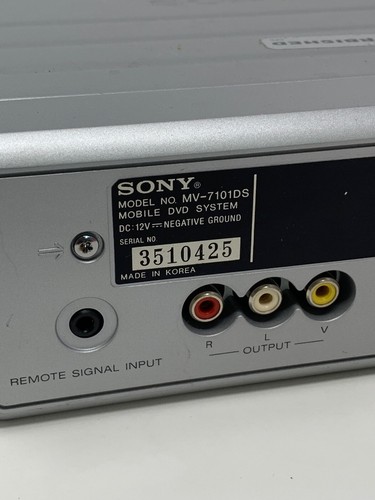 RDISHED
SONY®
MODEL NO. MV-7101DS
MOBILE DVD SYSTEM
DC:12V⎓NEGATIVE GROUND
SERIAL NO
3510425
MADE IN KOREA
R L V
OUTPUT
REMOTE SIGNAL INPUT